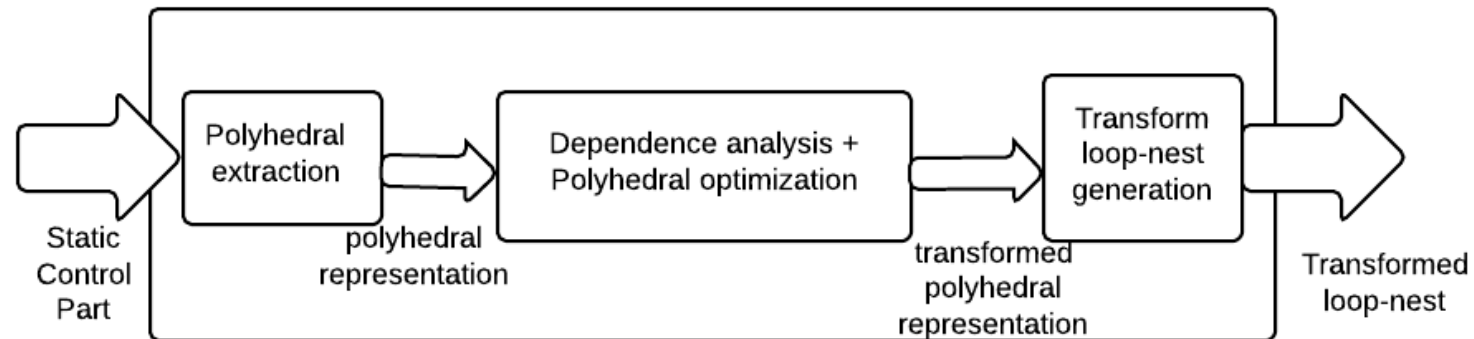 Static
Control
Part
Polyhedral
extraction
polyhedral
representation
Dependence analysis +
Polyhedral optimization
transformed
polyhedral
representation
Transform
loop-nest
generation
Transformed
loop-nest